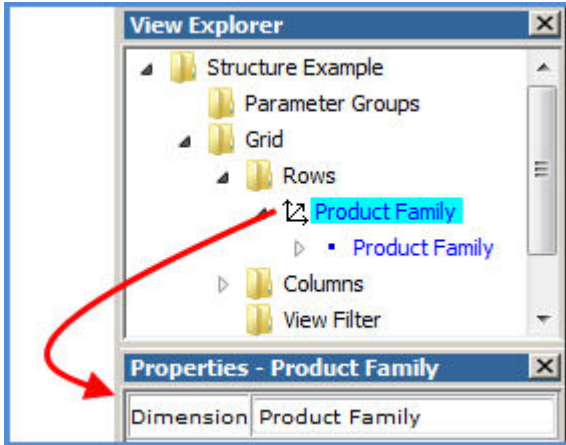 View Explorer
Structure Example
Parameter Groups
Grid
Rows
Product Family
Product Family
Columns
View Filter
Properties - Product Family
Dimension Product Family